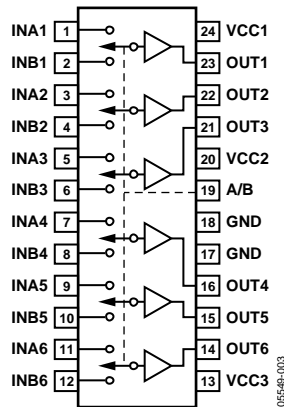 INA1 1 24 VCC1
INB1 2 23 OUT1
INA2 3 22 OUT2
INB2 4 21 OUT3
INA3 5 20 VCC2
INB3 6 19 A/B
INA4 7 18 GND
INB4 8 17 GND
INA5 9 16 OUT4
INB5 10 15 OUT5
INA6 11 14 OUT6
INB6 12 13 VCC3
05549-003